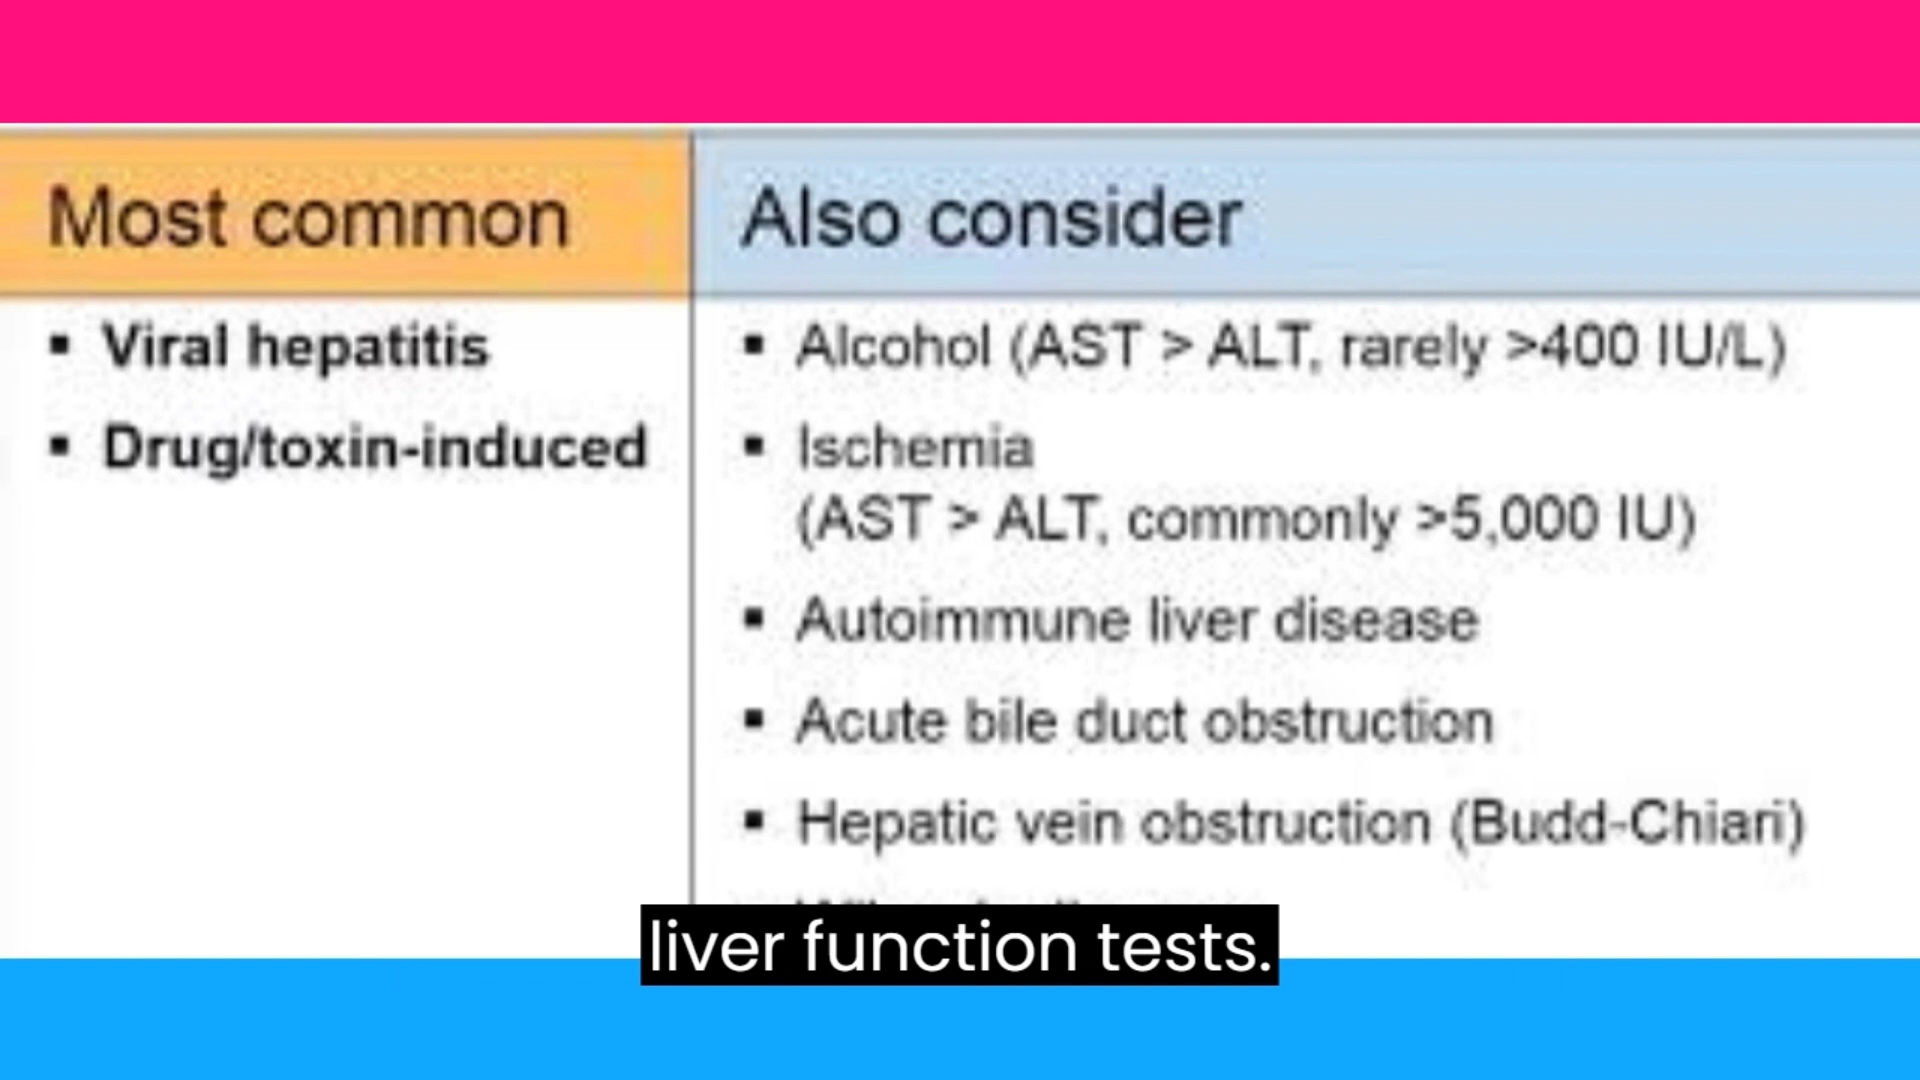 Most common
Also consider
▪ Viral hepatitis
▪ Drug/toxin-induced
▪ Alcohol (AST > ALT, rarely >400 IU/L)
▪ Ischemia
(AST > ALT, commonly >5,000 IU)
▪ Autoimmune liver disease
▪ Acute bile duct obstruction
▪ Hepatic vein obstruction (Budd-Chiari)
liver function tests.